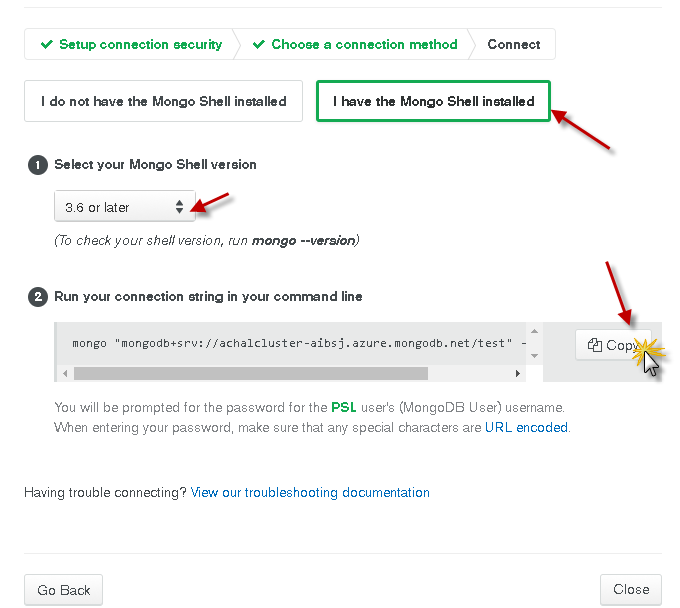 Setup connection security Choose a connection method Connect
I do not have the Mongo Shell installed I have the Mongo Shell installed
1 Select your Mongo Shell version
3.6 or later
(To check your shell version, run mongo --version)
2 Run your connection string in your command line
mongo "mongodb+srv://achalcluster-aibsj.azure.mongodb.net/test" - Copy
You will be prompted for the password for the PSL user's (MongoDB User) username.
When entering your password, make sure that any special characters are URL encoded.
Having trouble connecting? View our troubleshooting documentation
Go Back Close